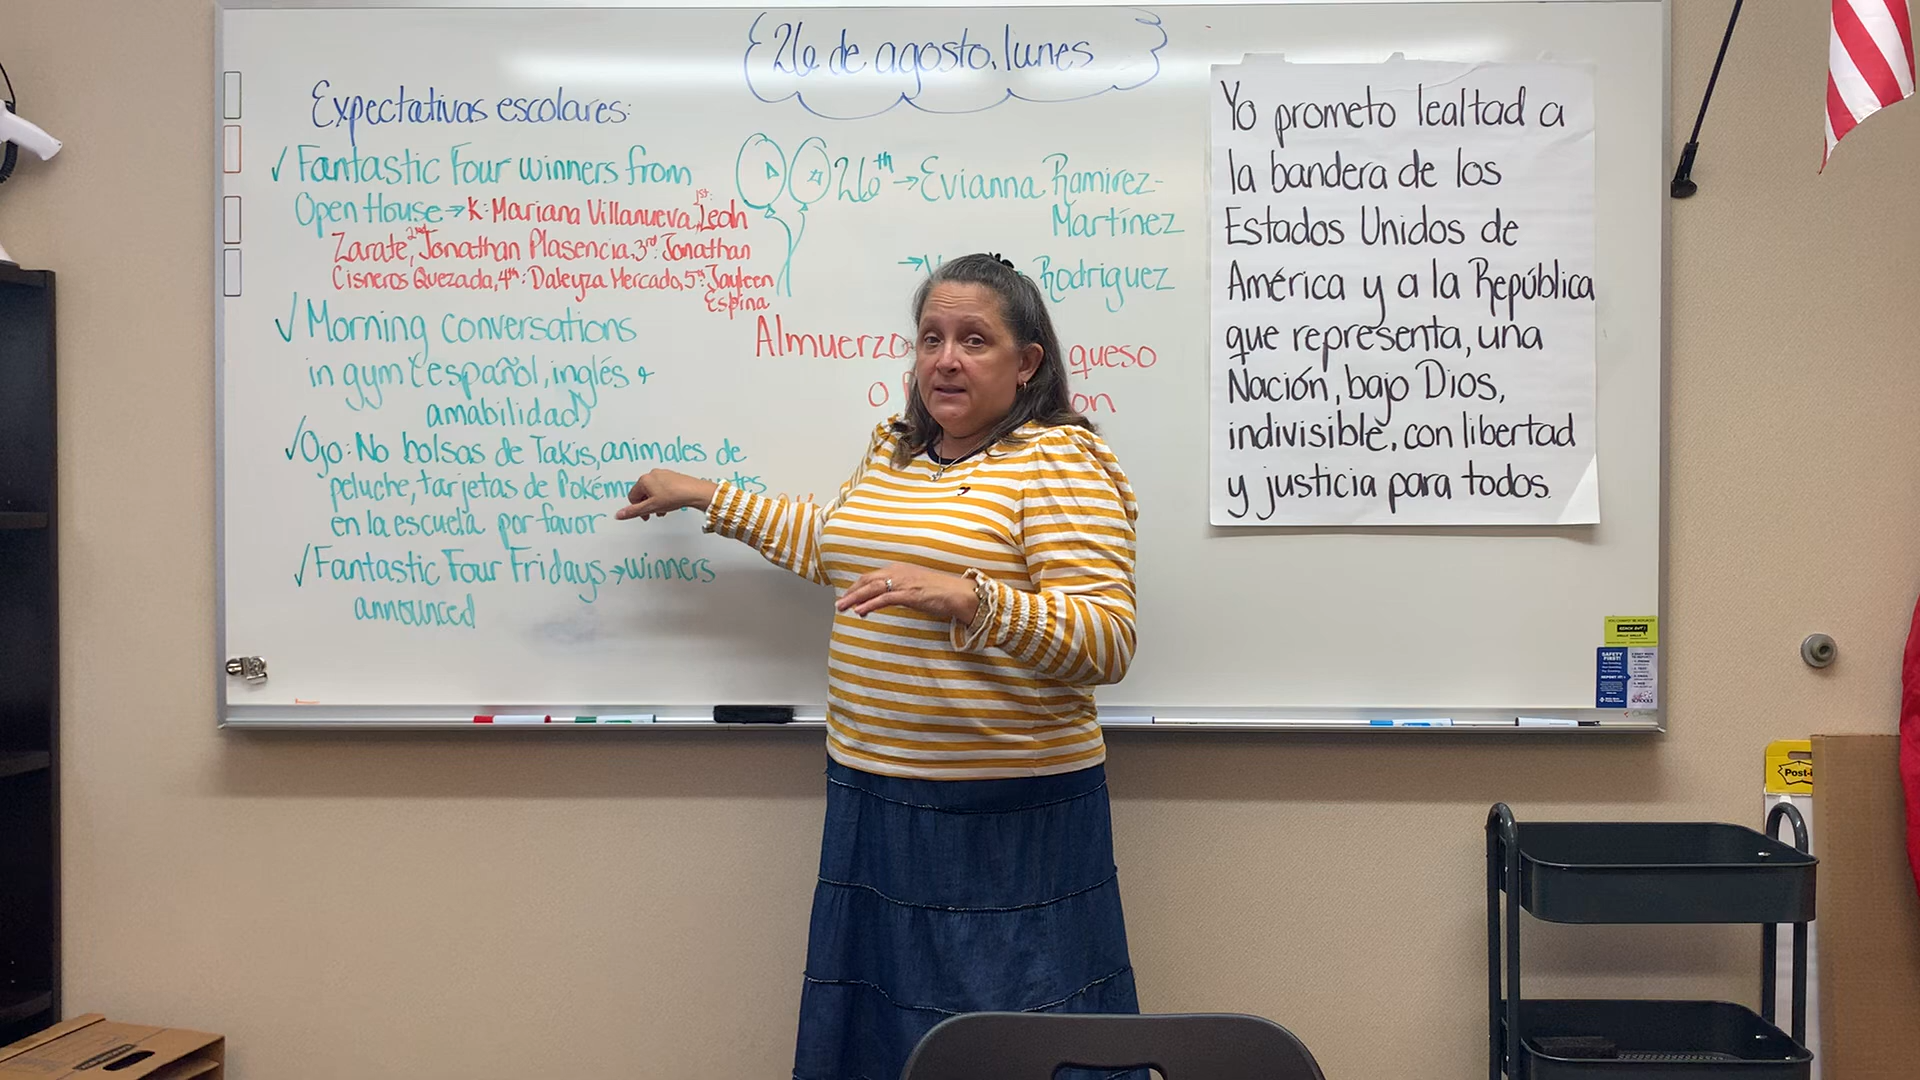 26 de agosto, lunes
Expectativas escolares:
✓ Fantastic Four winners from
Open House → K: Mariana Villanueva, 1st: Leah
Zarate, 2nd Jonathan Plasencia, 3rd: Jonathan
Cisneros Quezada, 4th: Daleyza Mercado, 5th: Jayleen
Espina
✓ Morning conversations
in gym (español, inglés +
amabilidad)
✓ Ojo: No bolsas de Takis, animales de
peluche, tarjetas de
en la escuela por favor
✓ Fantastic Four Fridays → winners
announced
26th → Evianna Ramirez-
Martínez
→ Rodriguez
Almuerzo queso
o
Yo prometo lealtad a
la bandera de los
Estados Unidos de
América y a la República
que representa, una
Nación, bajo Dios,
indivisible, con libertad
y justicia para todos.
SAFETY
FIRST!
Post-i